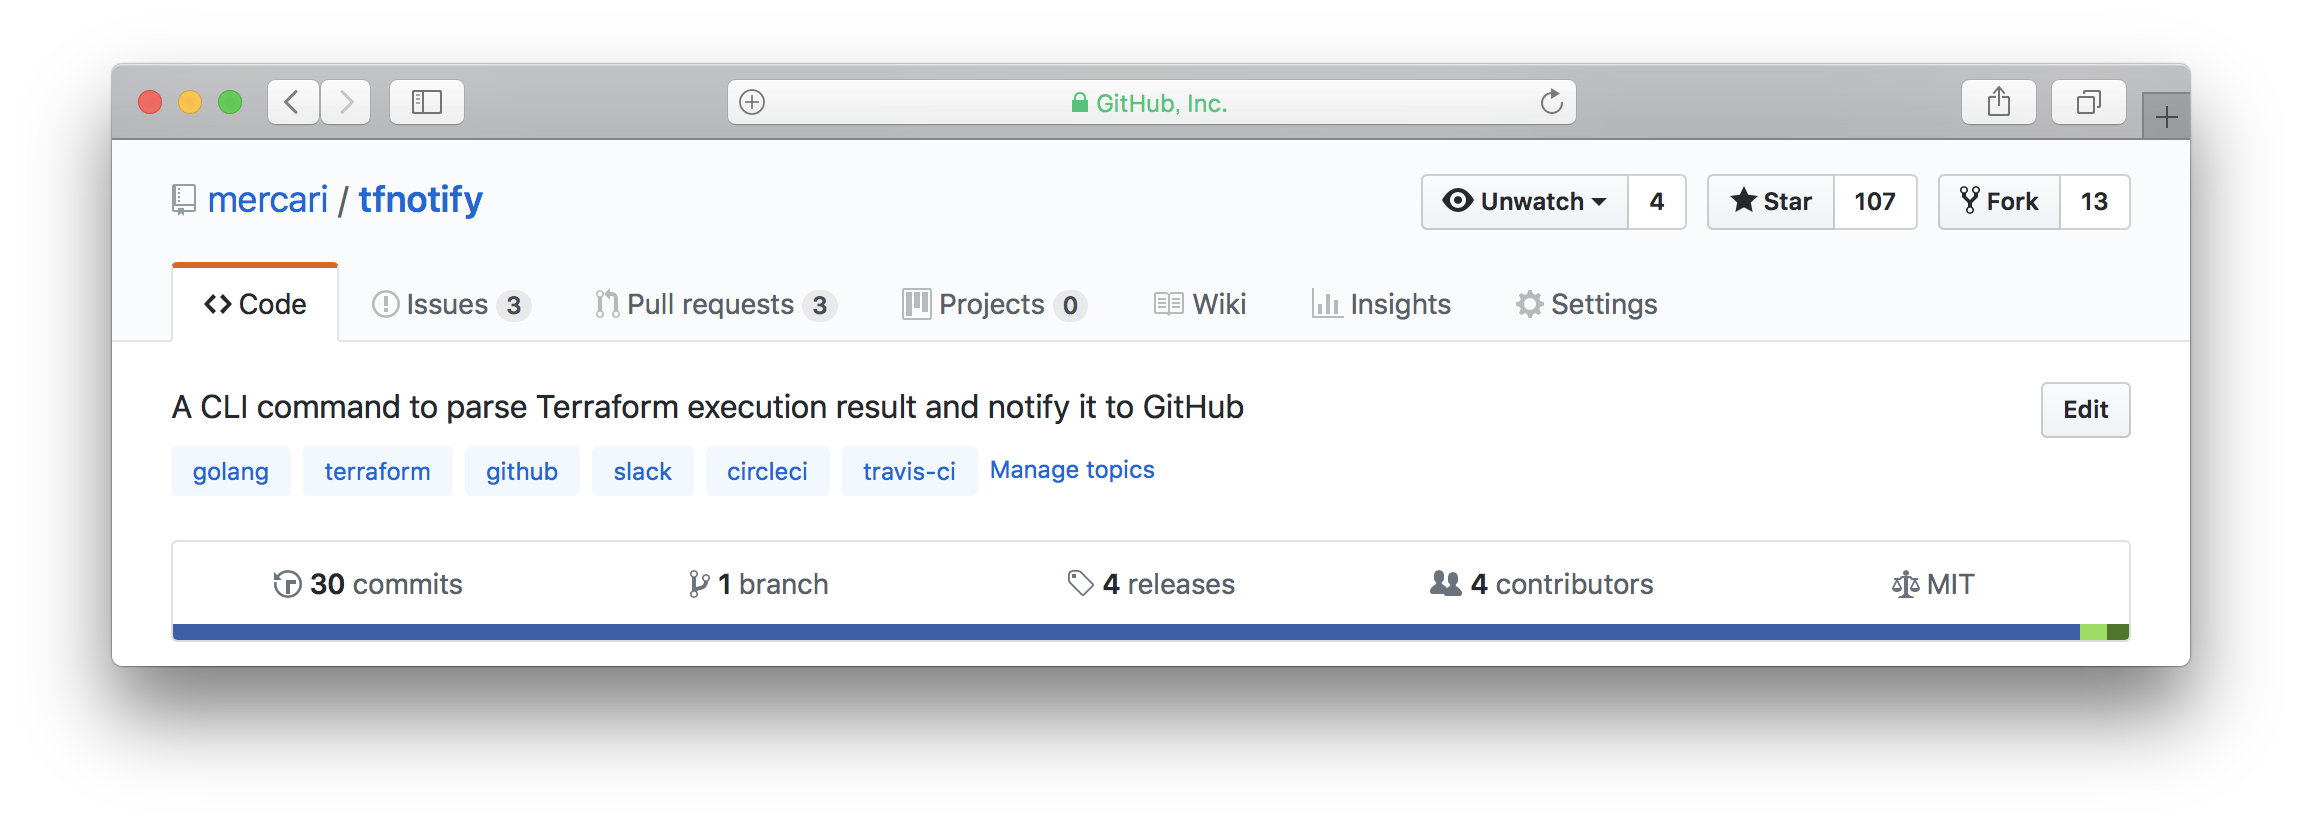 GitHub, Inc.
mercari / tfnotify
Unwatch 4 Star 107 Fork 13
Code Issues 3 Pull requests 3 Projects 0 Wiki Insights Settings
A CLI command to parse Terraform execution result and notify it to GitHub
Edit
golang terraform github slack circleci travis-ci Manage topics
30 commits 1 branch 4 releases 4 contributors MIT